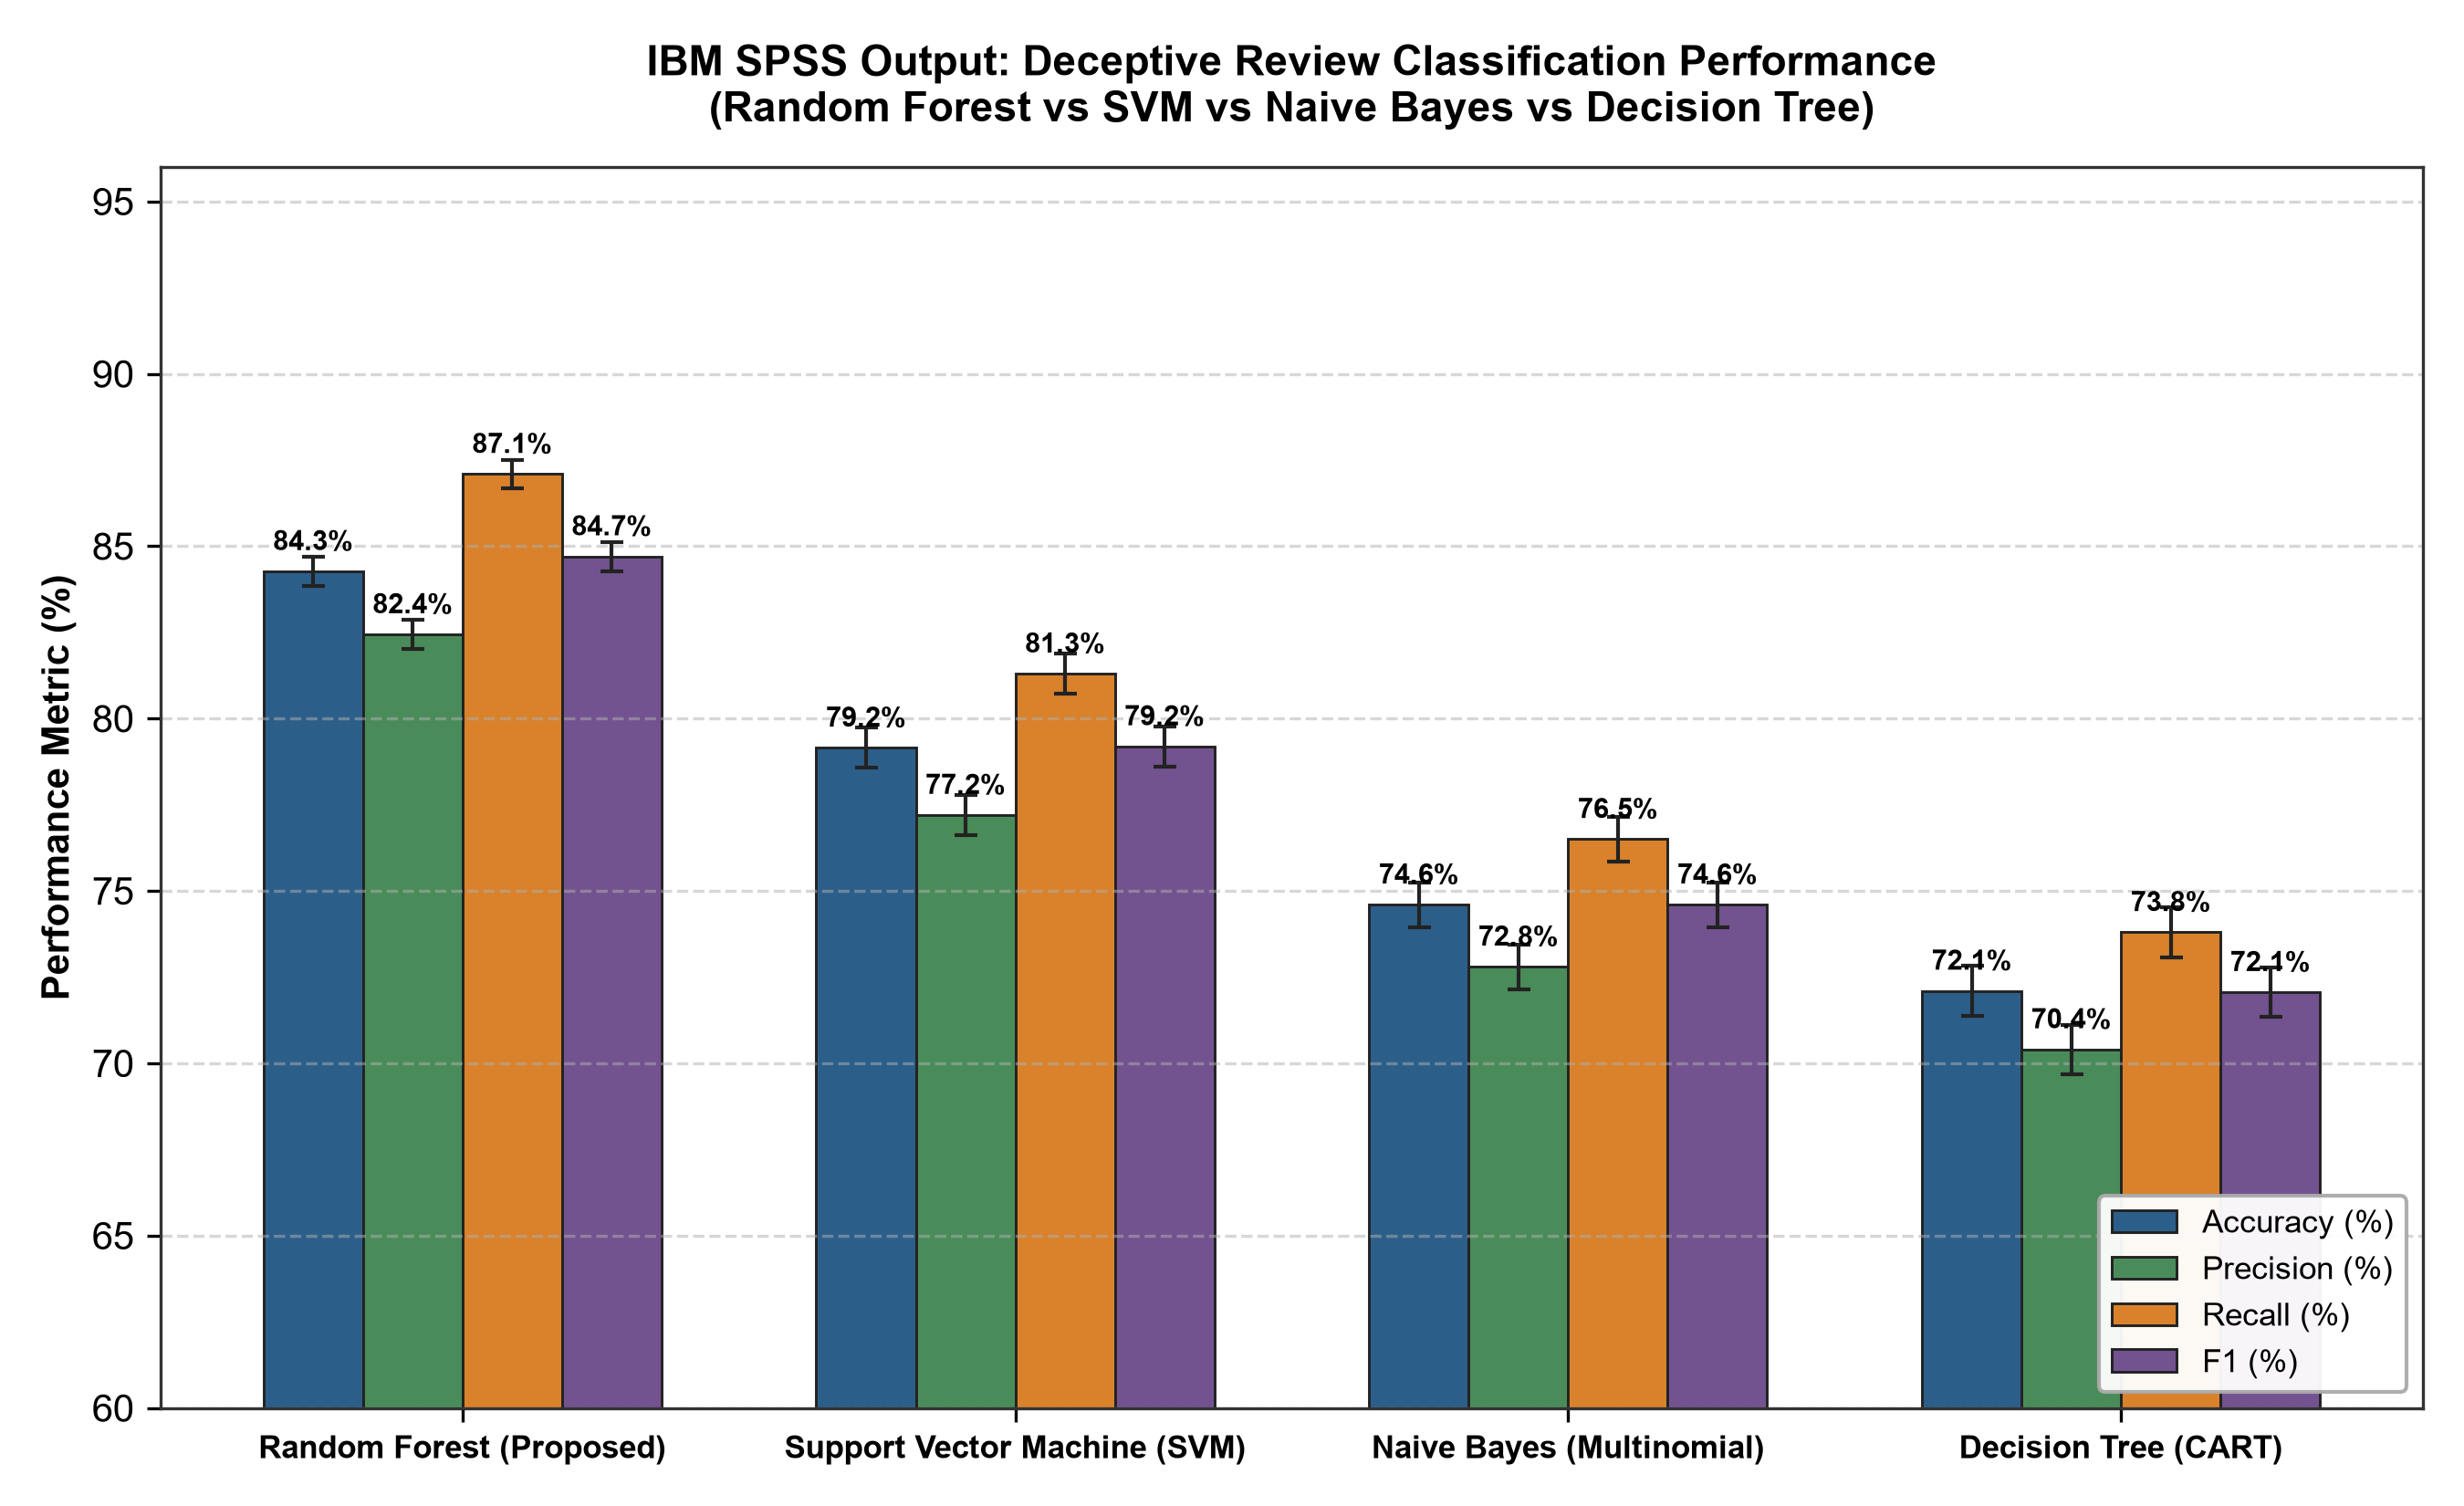 IBM SPSS Output: Deceptive Review Classification Performance
(Random Forest vs SVM vs Naive Bayes vs Decision Tree)
Performance Metric (%)
95
90
85
80
75
70
65
60
84.3%
82.4%
87.1%
84.7%
79.2%
77.2%
81.3%
79.2%
74.6%
72.8%
76.5%
74.6%
72.1%
70.4%
73.8%
72.1%
Accuracy (%)
Precision (%)
Recall (%)
F1 (%)
Random Forest (Proposed)
Support Vector Machine (SVM)
Naive Bayes (Multinomial)
Decision Tree (CART)